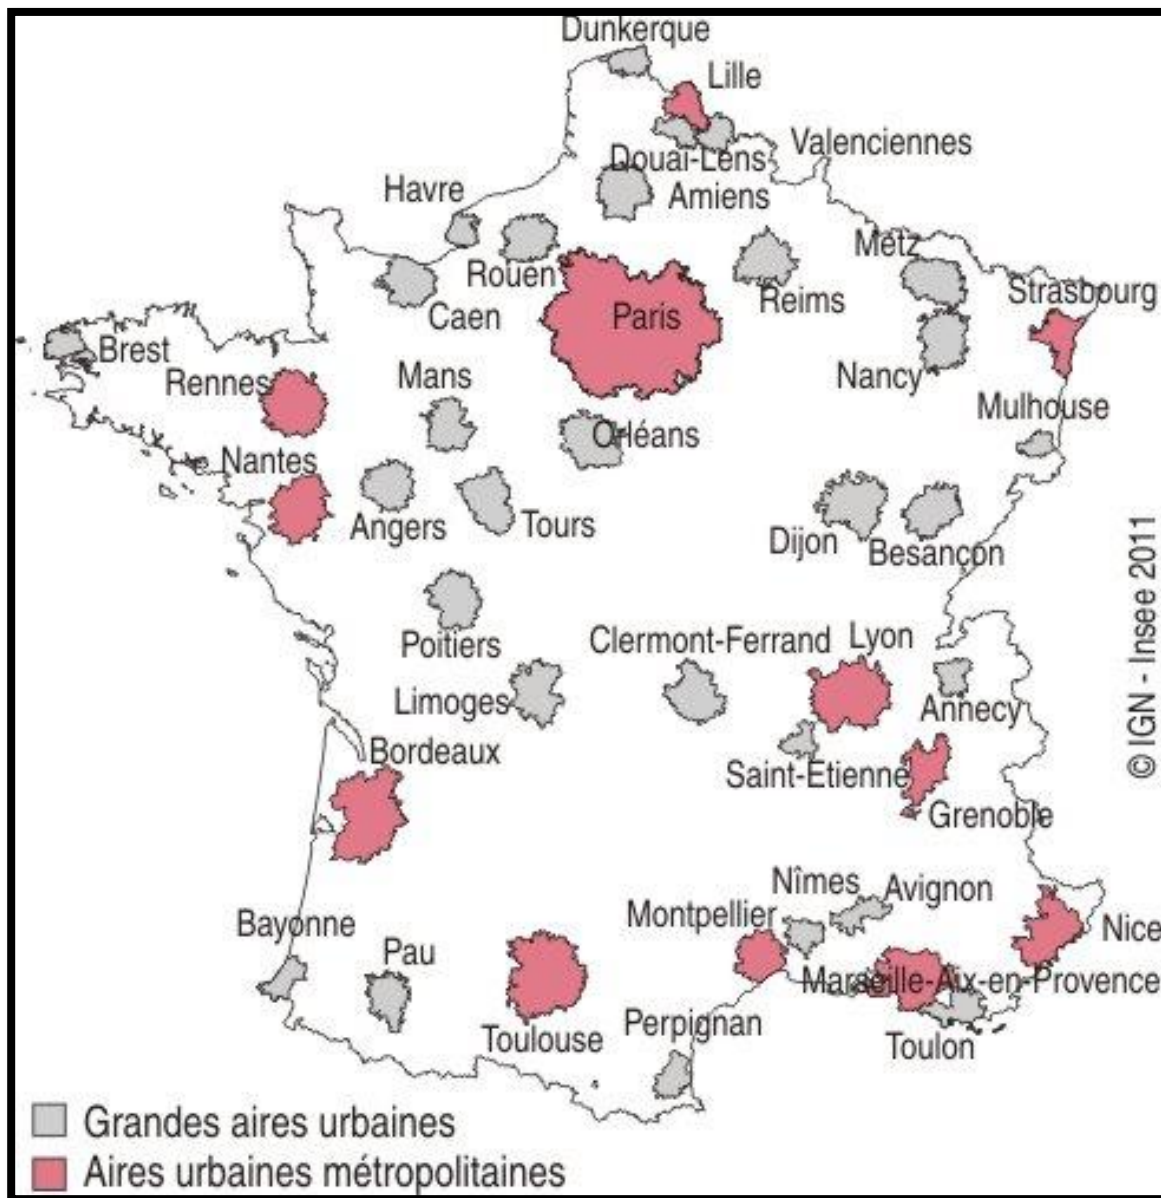 Dunkerque
Lille
Valenciennes
Douai-Lens
Amiens
Havre
Rouen
Metz
Caen
Paris
Reims
Strasbourg
Brest
Rennes
Mans
Nancy
Mulhouse
Orléans
Nantes
Angers
Tours
Dijon
Besançon
Poitiers
Clermont-Ferrand
Lyon
Limoges
Annecy
Bordeaux
Saint-Etienne
Grenoble
© IGN - Insee 2011
Nîmes
Avignon
Montpellier
Bayonne
Pau
Nice
Marseille-Aix-en-Provence
Perpignan
Toulouse
Toulon
Grandes aires urbaines
Aires urbaines métropolitaines